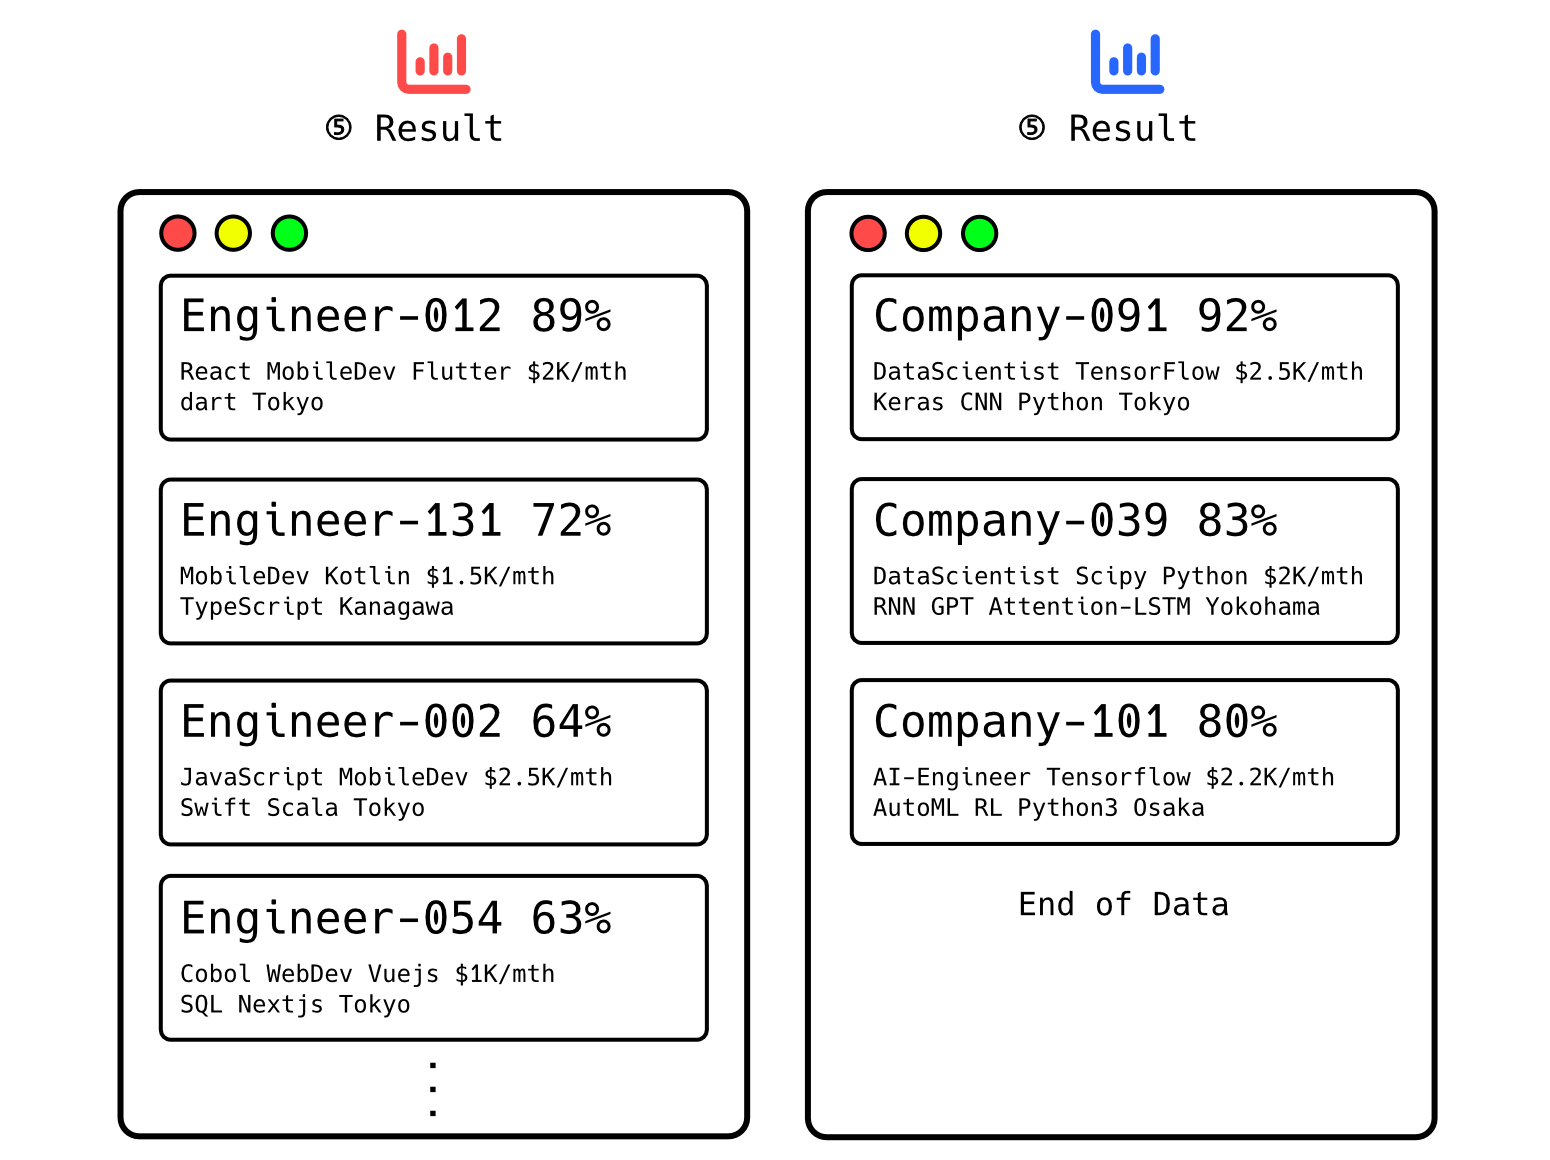 ⑤ Result
Engineer-012 89%
React MobileDev Flutter $2K/mth
dart Tokyo
Engineer-131 72%
MobileDev Kotlin $1.5K/mth
TypeScript Kanagawa
Engineer-002 64%
JavaScript MobileDev $2.5K/mth
Swift Scala Tokyo
Engineer-054 63%
Cobol WebDev Vuejs $1K/mth
SQL Nextjs Tokyo
⑤ Result
Company-091 92%
DataScientist TensorFlow $2.5K/mth
Keras CNN Python Tokyo
Company-039 83%
DataScientist Scipy Python $2K/mth
RNN GPT Attention-LSTM Yokohama
Company-101 80%
AI-Engineer Tensorflow $2.2K/mth
AutoML RL Python3 Osaka
End of Data